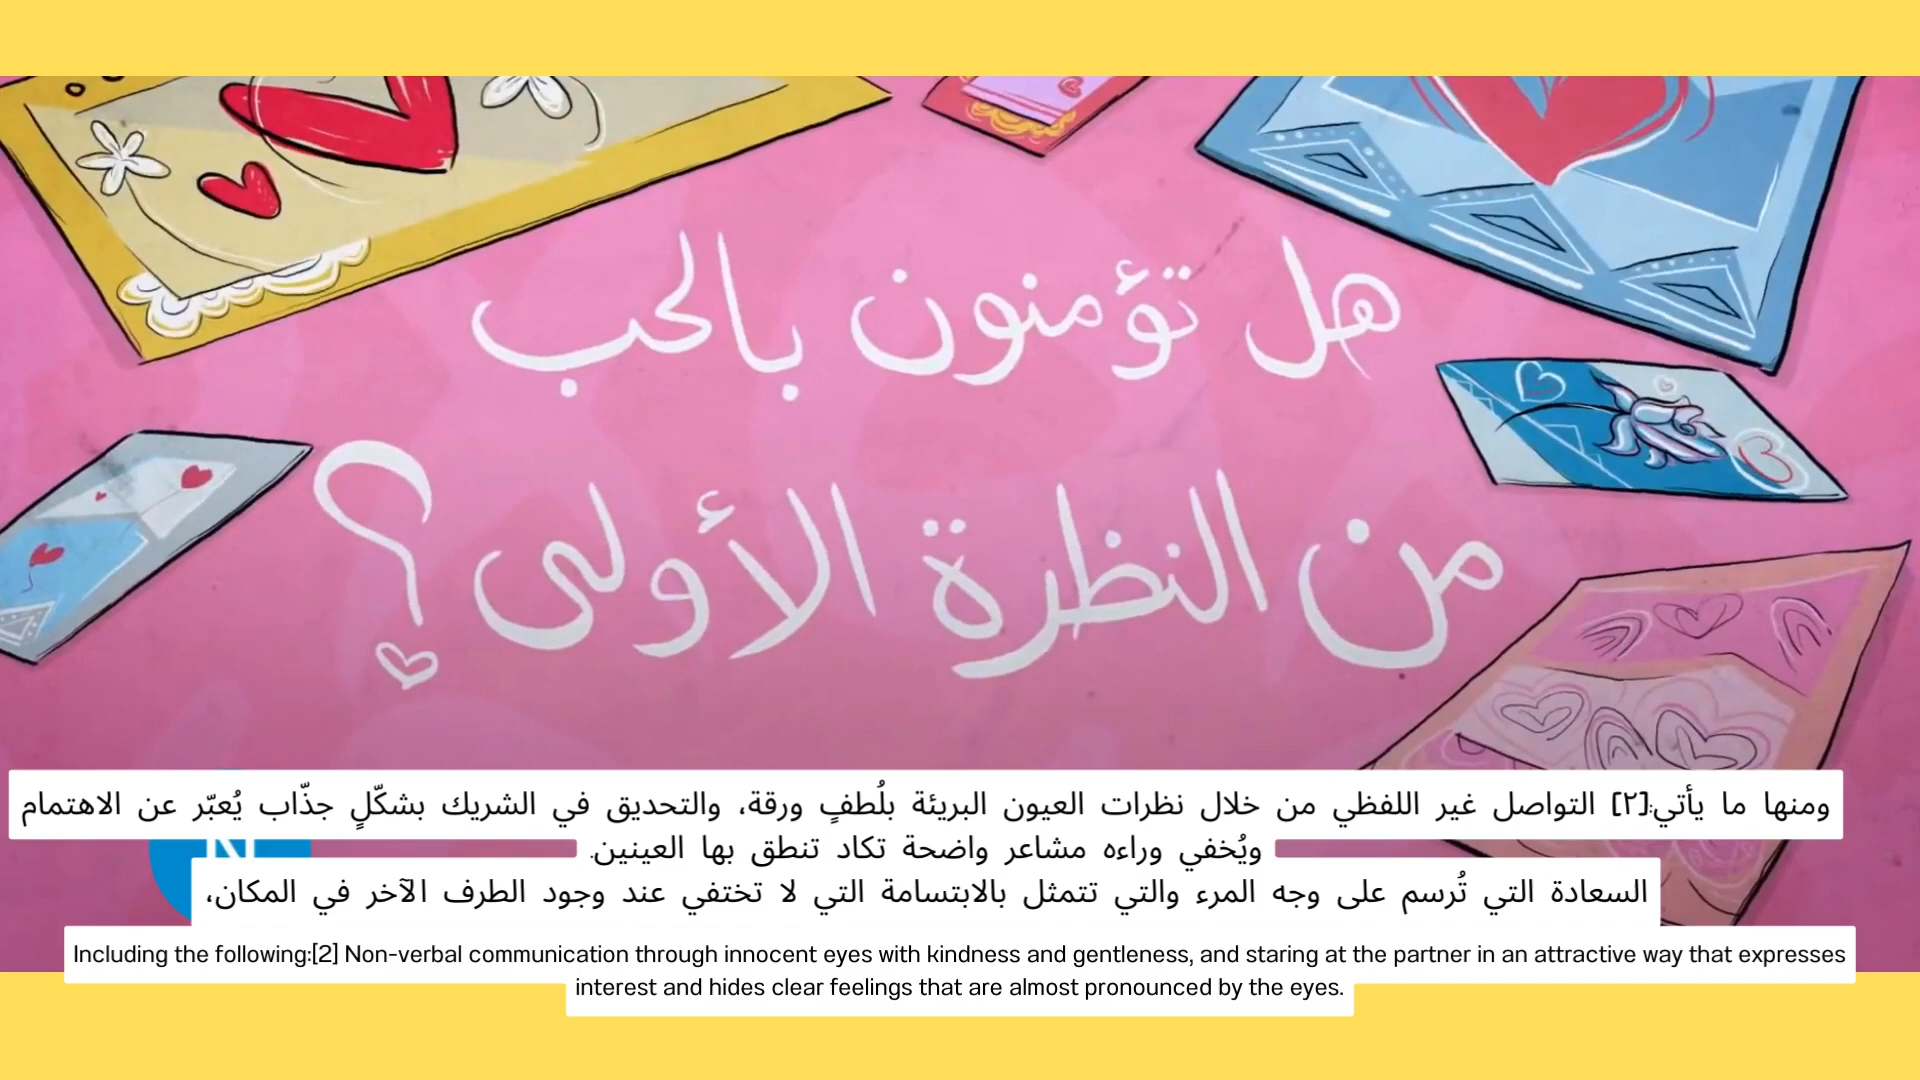 هل تؤمنون بالحب
من النظرة الأولى؟
ومنها ما يأتي:[٢] التواصل غير اللفظي من خلال نظرات العيون البريئة بلُطفٍ ورقة، والتحديق في الشريك بشكّلٍ جذّاب يُعبّر عن الاهتمام
ويُخفي وراءه مشاعر واضحة تكاد تنطق بها العينين.
السعادة التي تُرسم على وجه المرء والتي تتمثل بالابتسامة التي لا تختفي عند وجود الطرف الآخر في المكان،
Including the following:[2] Non-verbal communication through innocent eyes with kindness and gentleness, and staring at the partner in an attractive way that expresses
interest and hides clear feelings that are almost pronounced by the eyes.